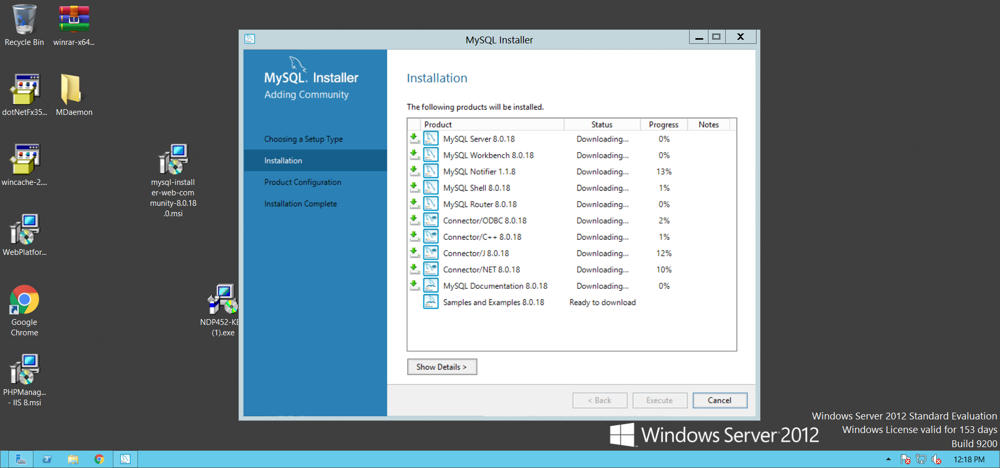 Recycle Bin
winrar-x64...
dotNetFx35...
MDaemon
wincache-2....
mysql-install
er-web-com
munity-8.0.18
.0.msi
WebPlatfor...
Google
Chrome
NDP452-KE
(1).exe
PHPManag...
- IIS 8.msi
MySQL Installer
MySQL. Installer
Adding Community
Choosing a Setup Type
Installation
Product Configuration
Installation Complete
Installation
The following products will be installed.
Product Status Progress Notes
MySQL Server 8.0.18 Downloading... 0%
MySQL Workbench 8.0.18 Downloading... 0%
MySQL Notifier 1.1.8 Downloading... 13%
MySQL Shell 8.0.18 Downloading... 1%
MySQL Router 8.0.18 Downloading... 0%
Connector/ODBC 8.0.18 Downloading... 2%
Connector/C++ 8.0.18 Downloading... 1%
Connector/J 8.0.18 Downloading... 12%
Connector/NET 8.0.18 Downloading... 10%
MySQL Documentation 8.0.18 Downloading... 0%
Samples and Examples 8.0.18 Ready to download
Show Details >
< Back Execute Cancel
Windows Server 2012
Windows Server 2012 Standard Evaluation
Windows License valid for 153 days
Build 9200
12:18 PM